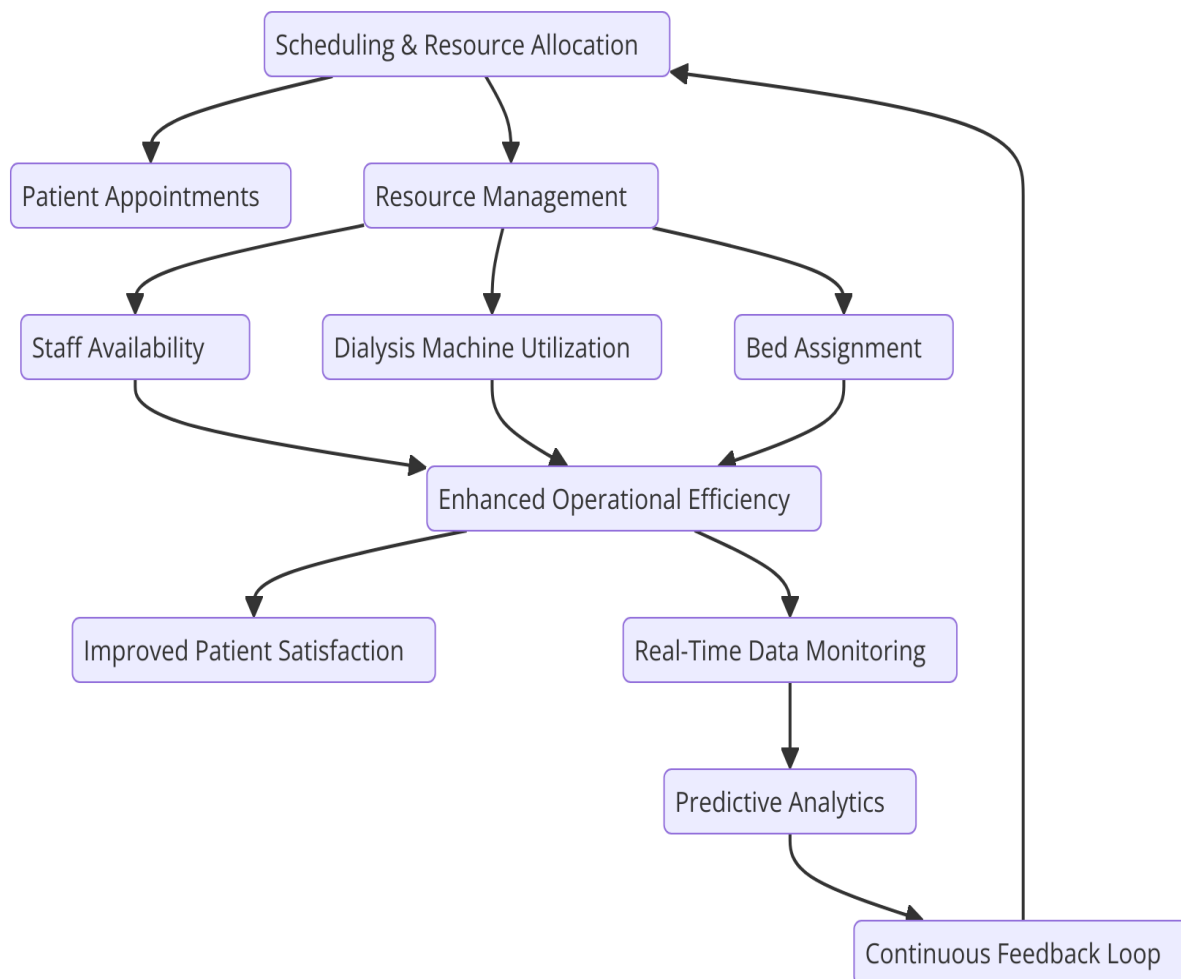 Scheduling & Resource Allocation
Patient Appointments
Resource Management
Staff Availability
Dialysis Machine Utilization
Bed Assignment
Enhanced Operational Efficiency
Improved Patient Satisfaction
Real-Time Data Monitoring
Predictive Analytics
Continuous Feedback Loop